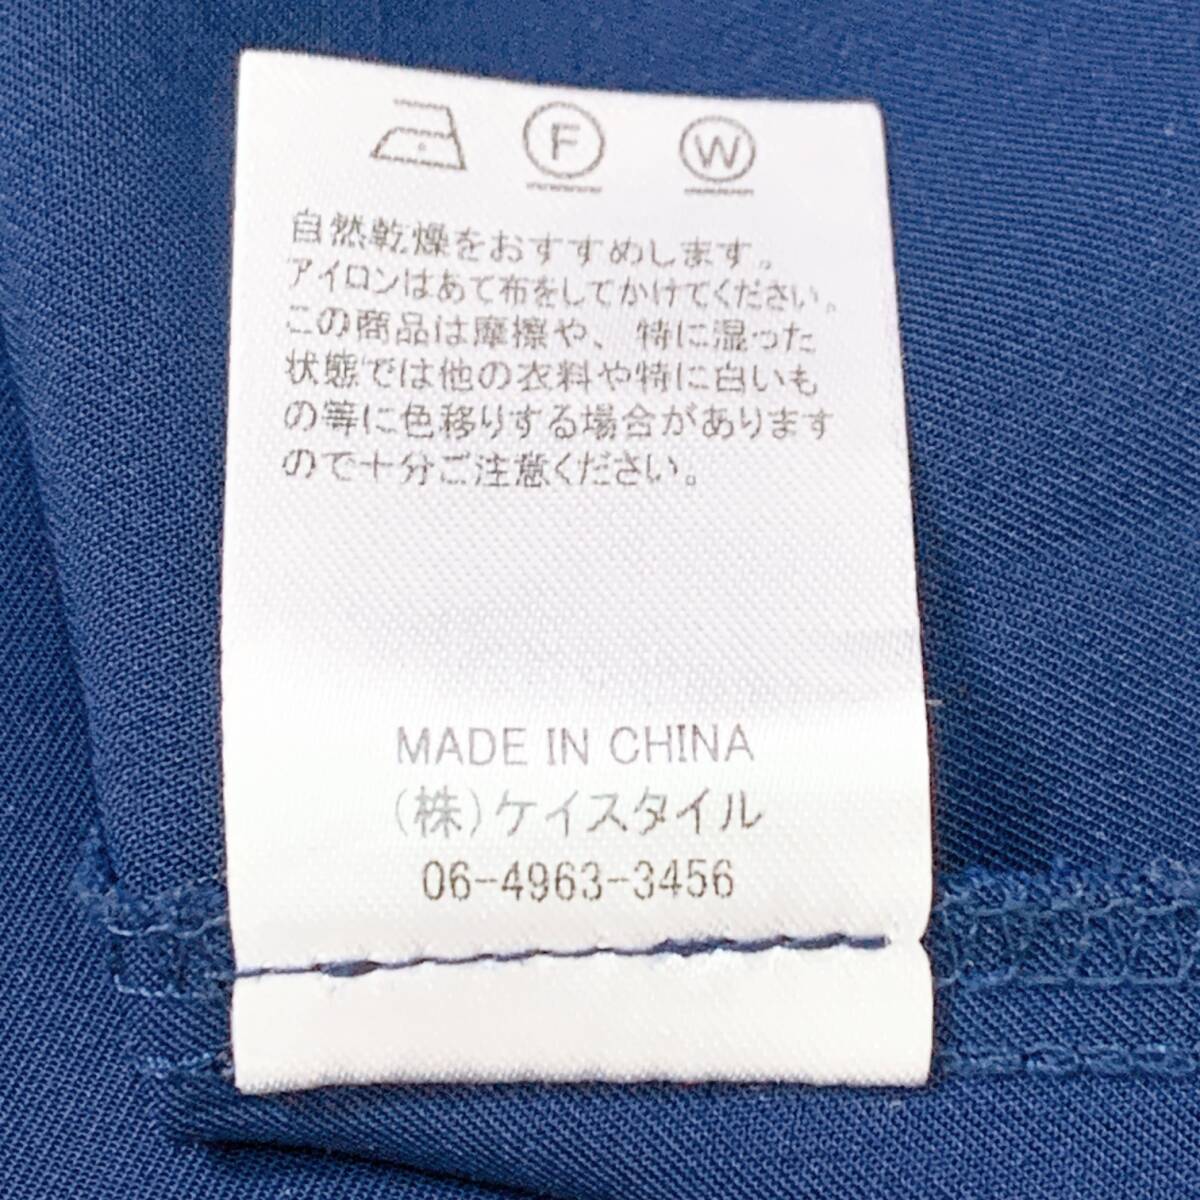 F W
自然乾燥をおすすめします。
アイロンはあて布をしてかけてください。
この商品は摩擦や、特に湿った
状態では他の衣料や特に白いも
の等に色移りする場合があります
ので十分ご注意ください。
MADE IN CHINA
(株)ケイスタイル
06-4963-3456